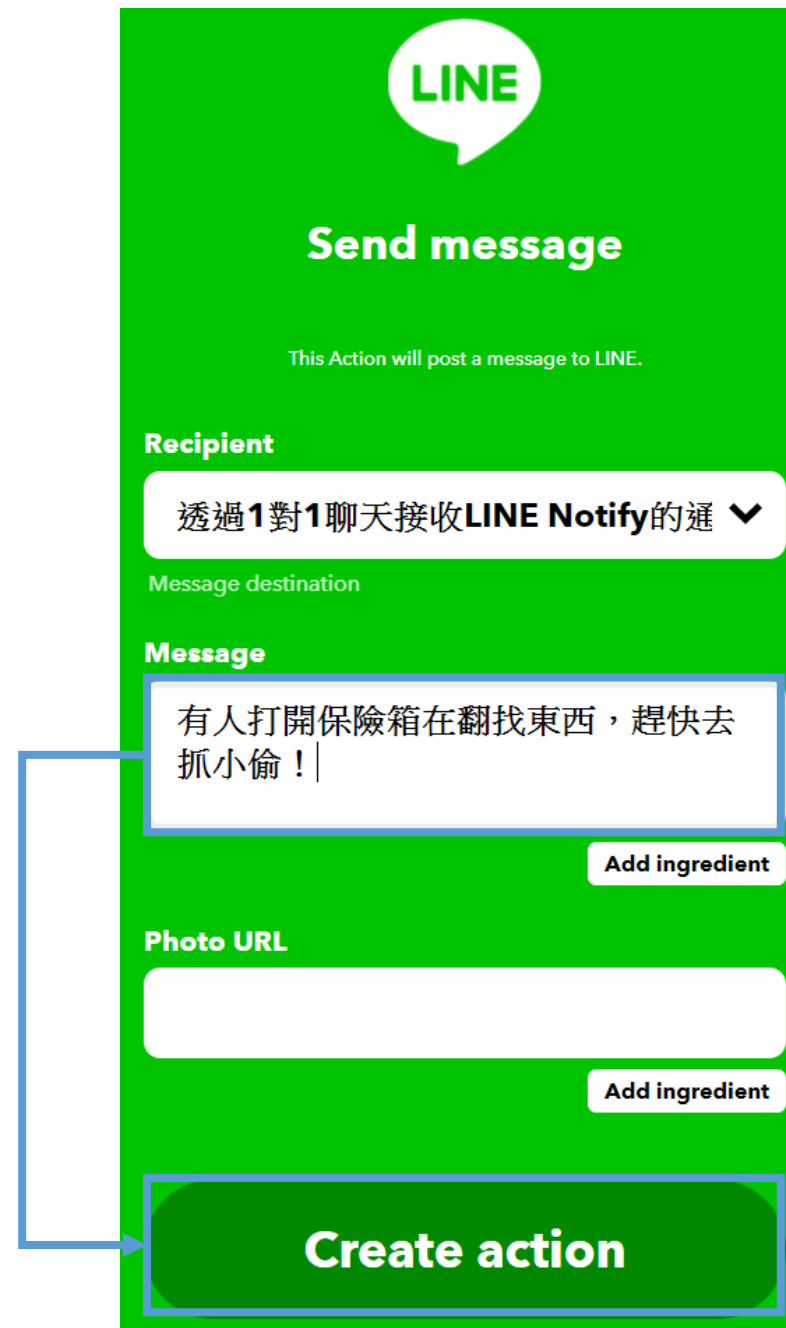 LINE
Send message
This Action will post a message to LINE.
Recipient
透過1對1聊天接收LINE Notify的通
Message destination
Message
有人打開保險箱在翻找東西，趕快去
抓小偷！
Add ingredient
Photo URL
Add ingredient
Create action